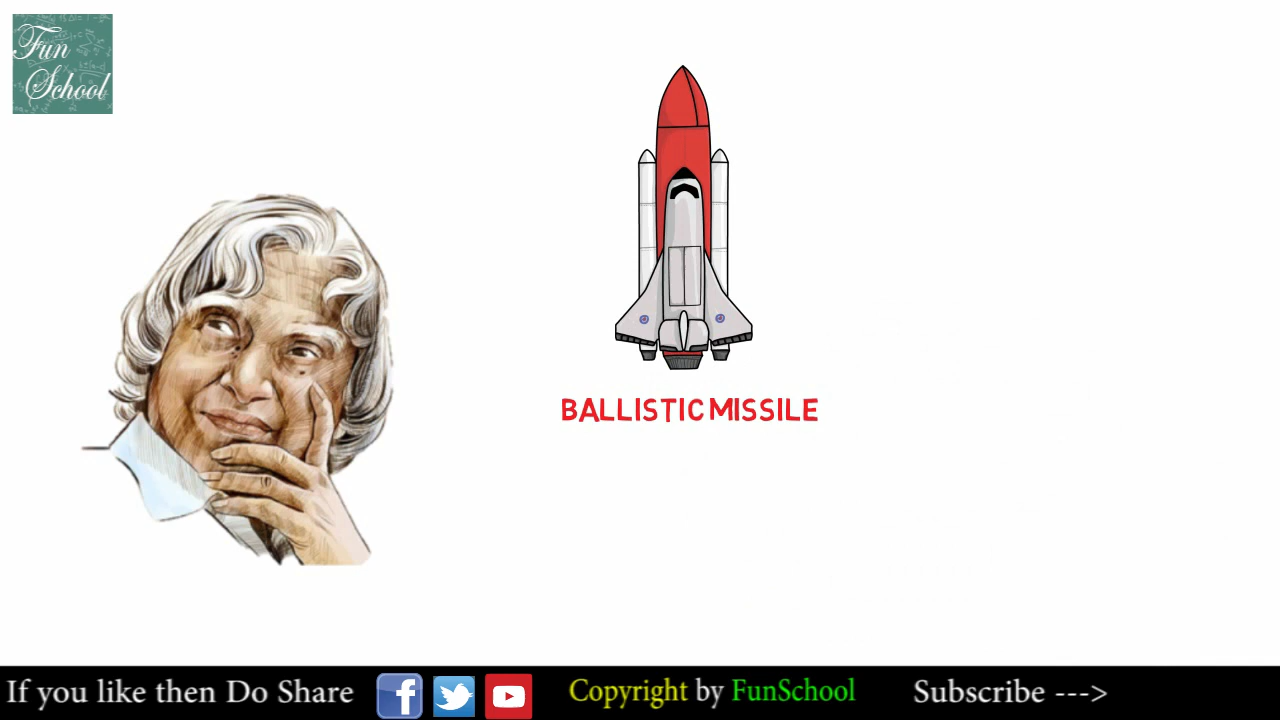 Fun
School
BALLISTIC MISSILE
If you like then Do Share
Copyright by FunSchool
Subscribe --->